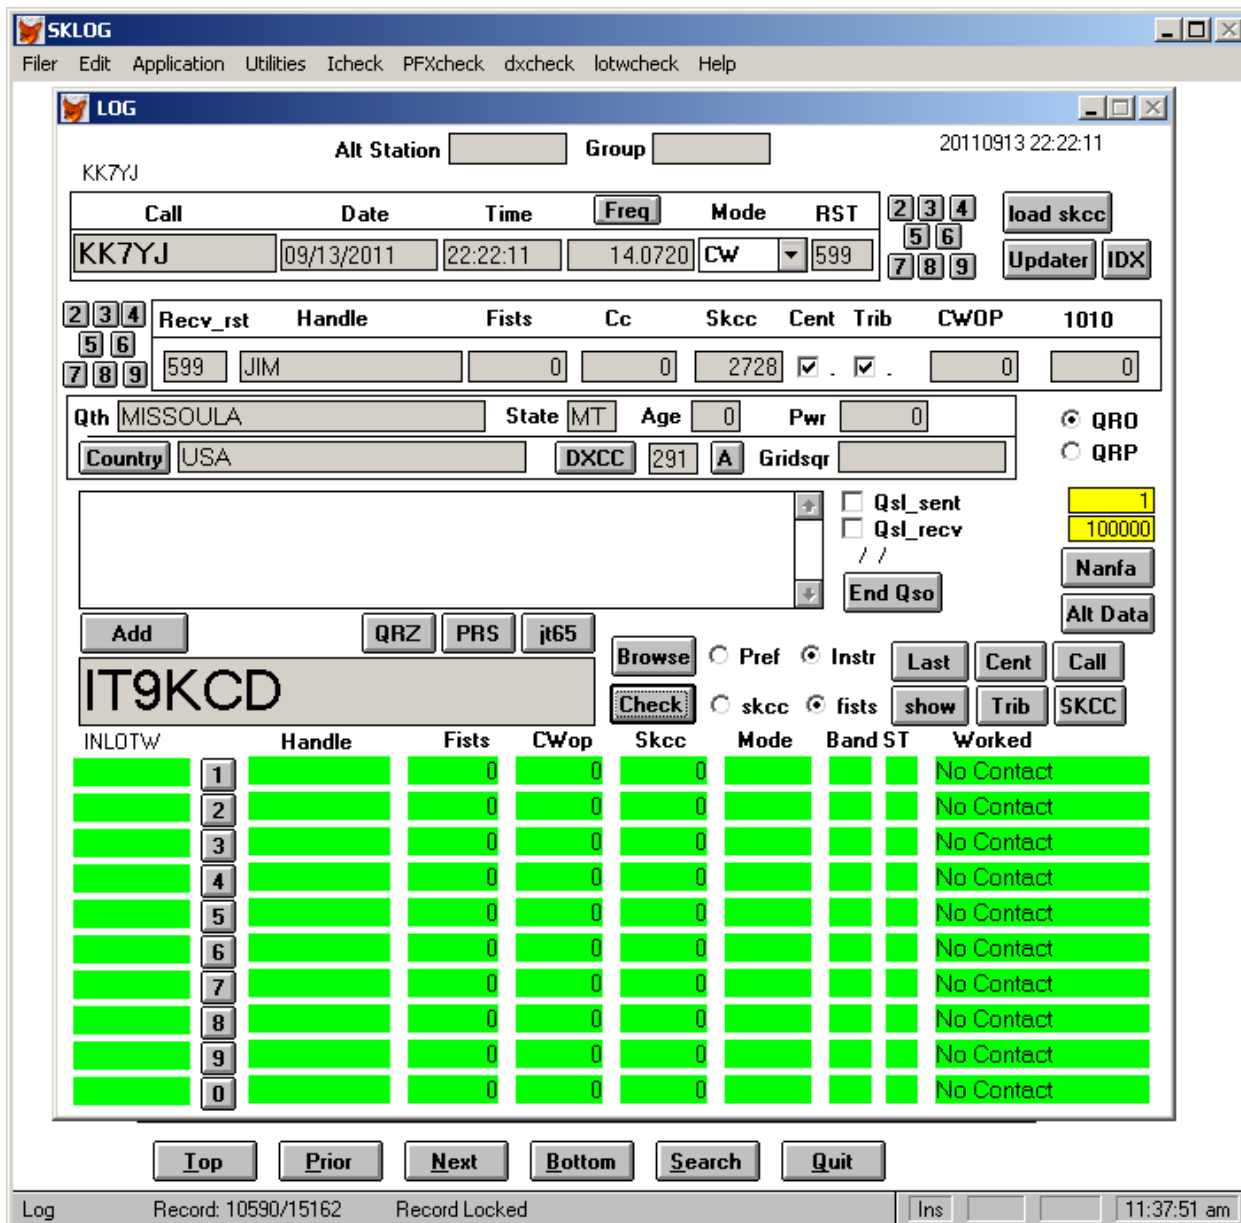 SKLOG
Filer Edit Application Utilities Icheck PFXcheck dxcheck lotwcheck Help
LOG
Alt Station Group 20110913 22:22:11
KK7YJ
Call Date Time Freq Mode RST 2 3 4 load skcc
5 6
KK7YJ 09/13/2011 22:22:11 14.0720 CW 599 7 8 9 Updater IDX
2 3 4 Recv_rst Handle Fists Cc Skcc Cent Trib CWOP 1010
5 6
7 8 9 599 JIM 0 0 2728 . . 0 0
Qth MISSOULA State MT Age 0 Pwr 0 QRO
Country USA DXCC 291 A Gridsqr QRP
Qsl_sent 1
Qsl_recv 100000
/ /
Nanfa
End Qso
Alt Data
Add QRZ PRS jt65
Browse Pref Instr Last Cent Call
IT9KCD
Check skcc fists show Trib SKCC
INLOTW Handle Fists CWop Skcc Mode Band ST Worked
1 0 0 0 No Contact
2 0 0 0 No Contact
3 0 0 0 No Contact
4 0 0 0 No Contact
5 0 0 0 No Contact
6 0 0 0 No Contact
7 0 0 0 No Contact
8 0 0 0 No Contact
9 0 0 0 No Contact
0 0 0 0 No Contact
Top Prior Next Bottom Search Quit
Log Record: 10590/15162 Record Locked Ins 11:37:51 am